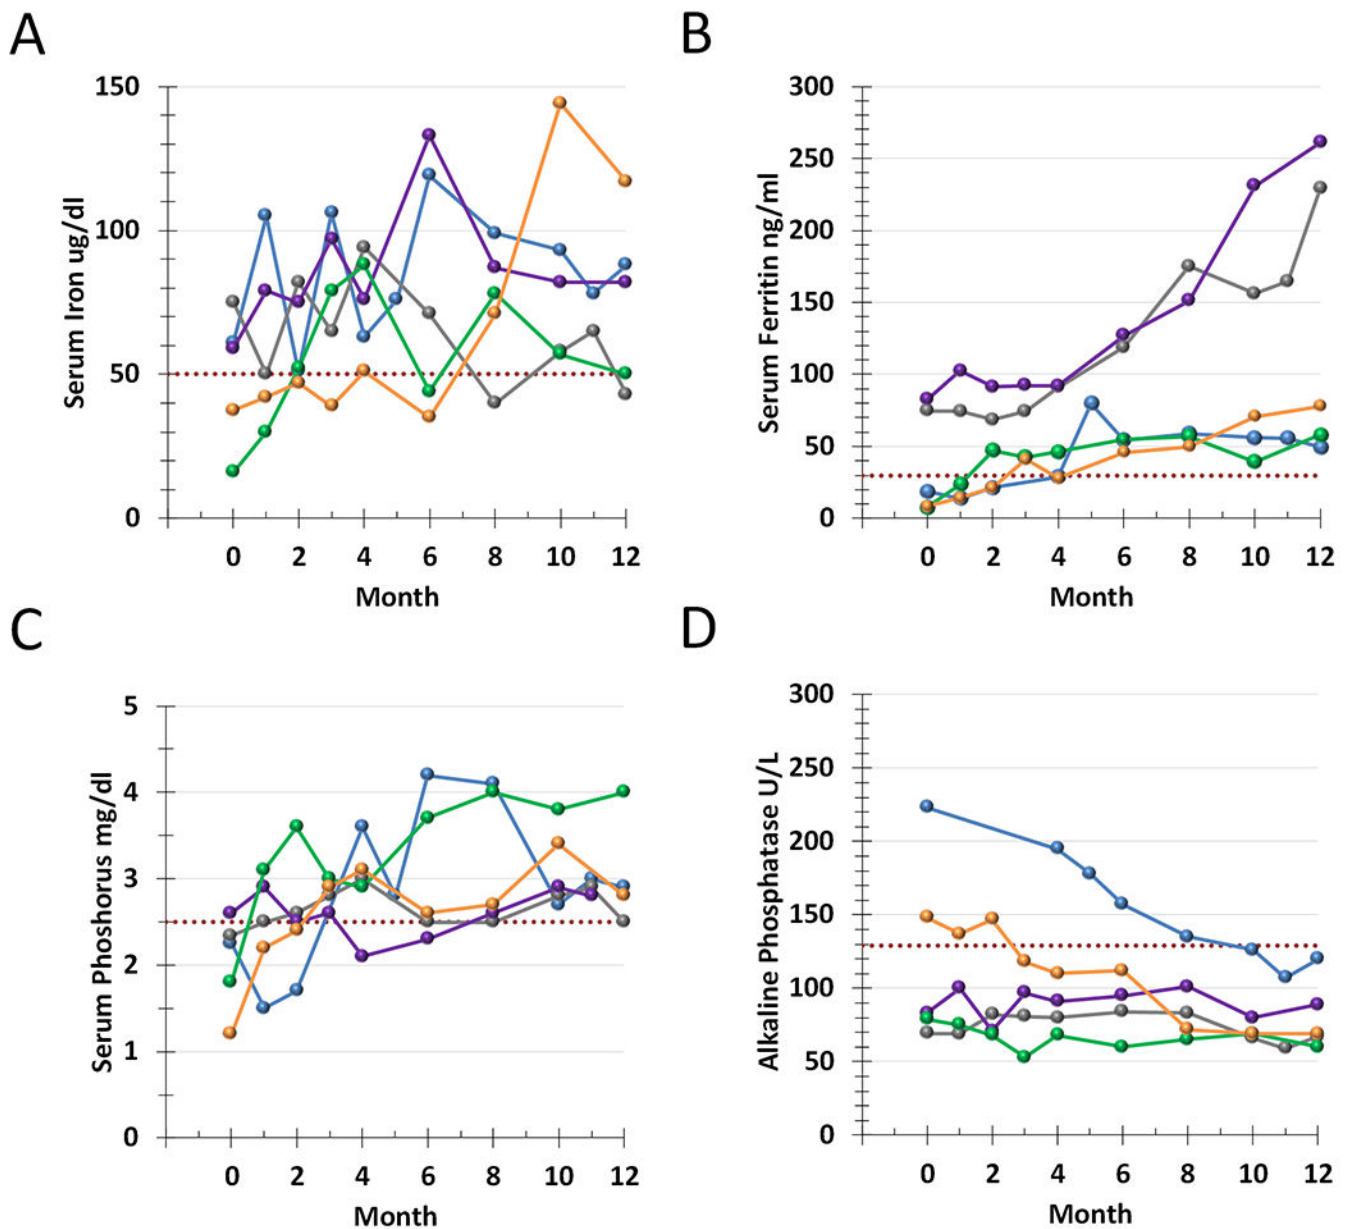 A
B
150
100
50
0
Serum Iron ug/dl
0 2 4 6 8 10 12
Month
300
250
200
150
100
50
0
Serum Ferritin ng/ml
0 2 4 6 8 10 12
Month
C
D
5
4
3
2
1
0
Serum Phoshorus mg/dl
0 2 4 6 8 10 12
Month
300
250
200
150
100
50
0
Alkaline Phosphatase U/L
0 2 4 6 8 10 12
Month